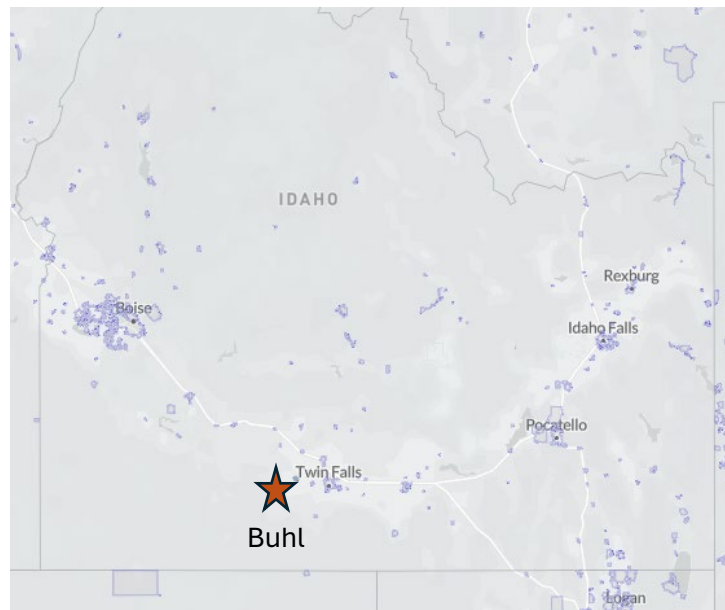 IDAHO
Rexburg
Boise
Idaho Falls
Pocatello
Twin Falls
Buhl
Logan